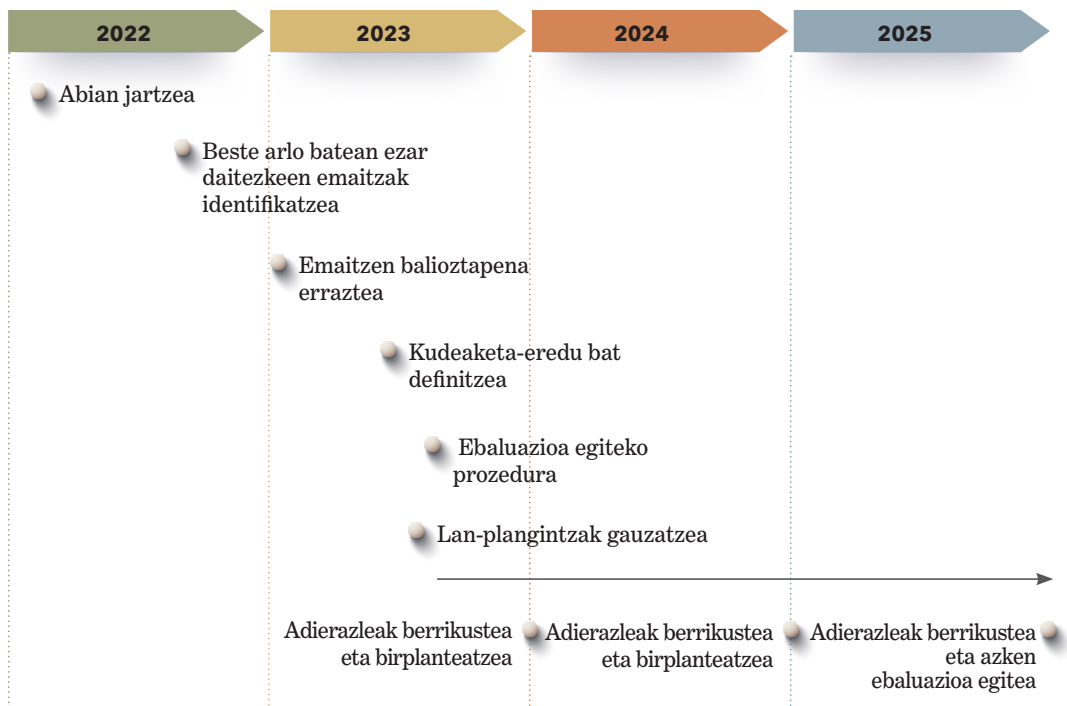 2022
2023
2024
2025
Abian jartzea
Beste arlo batean ezar
daitezkeen emaitzak
identifikatzea
Emaitzen balioztapena
erraztea
Kudeaketa-eredu bat
definitzea
Ebaluazioa egiteko
prozedura
Lan-plangintzak gauzatzea
Adierazleak berrikustea
eta birplanteatzea
Adierazleak berrikustea
eta birplanteatzea
Adierazleak berrikustea
eta azken
ebaluazioa egitea